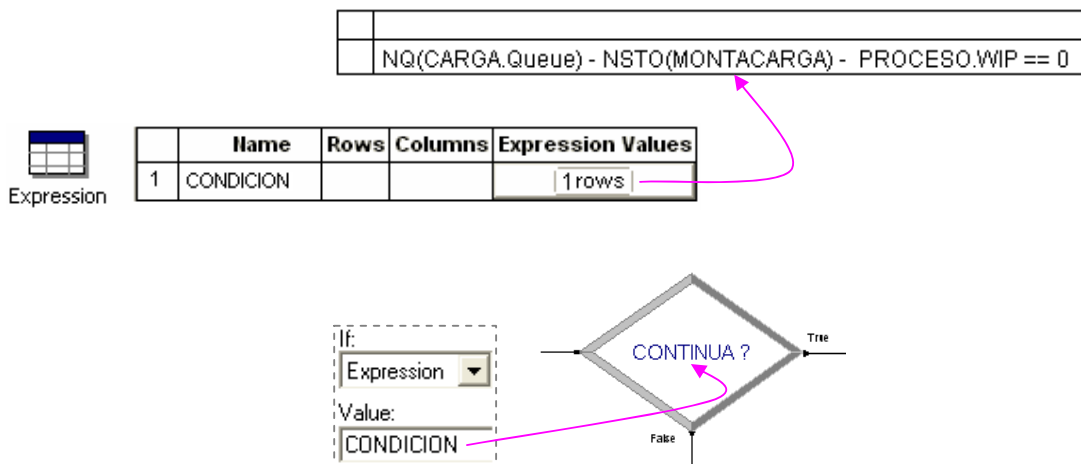 NQ(CARGA.Queue) - NSTO(MONTACARGA) - PROCESO.WIP == 0
Expression
Name Rows Columns Expression Values
1 CONDICION 1 rows
If:
Expression
Value:
CONDICION
CONTINUA ?
True
False